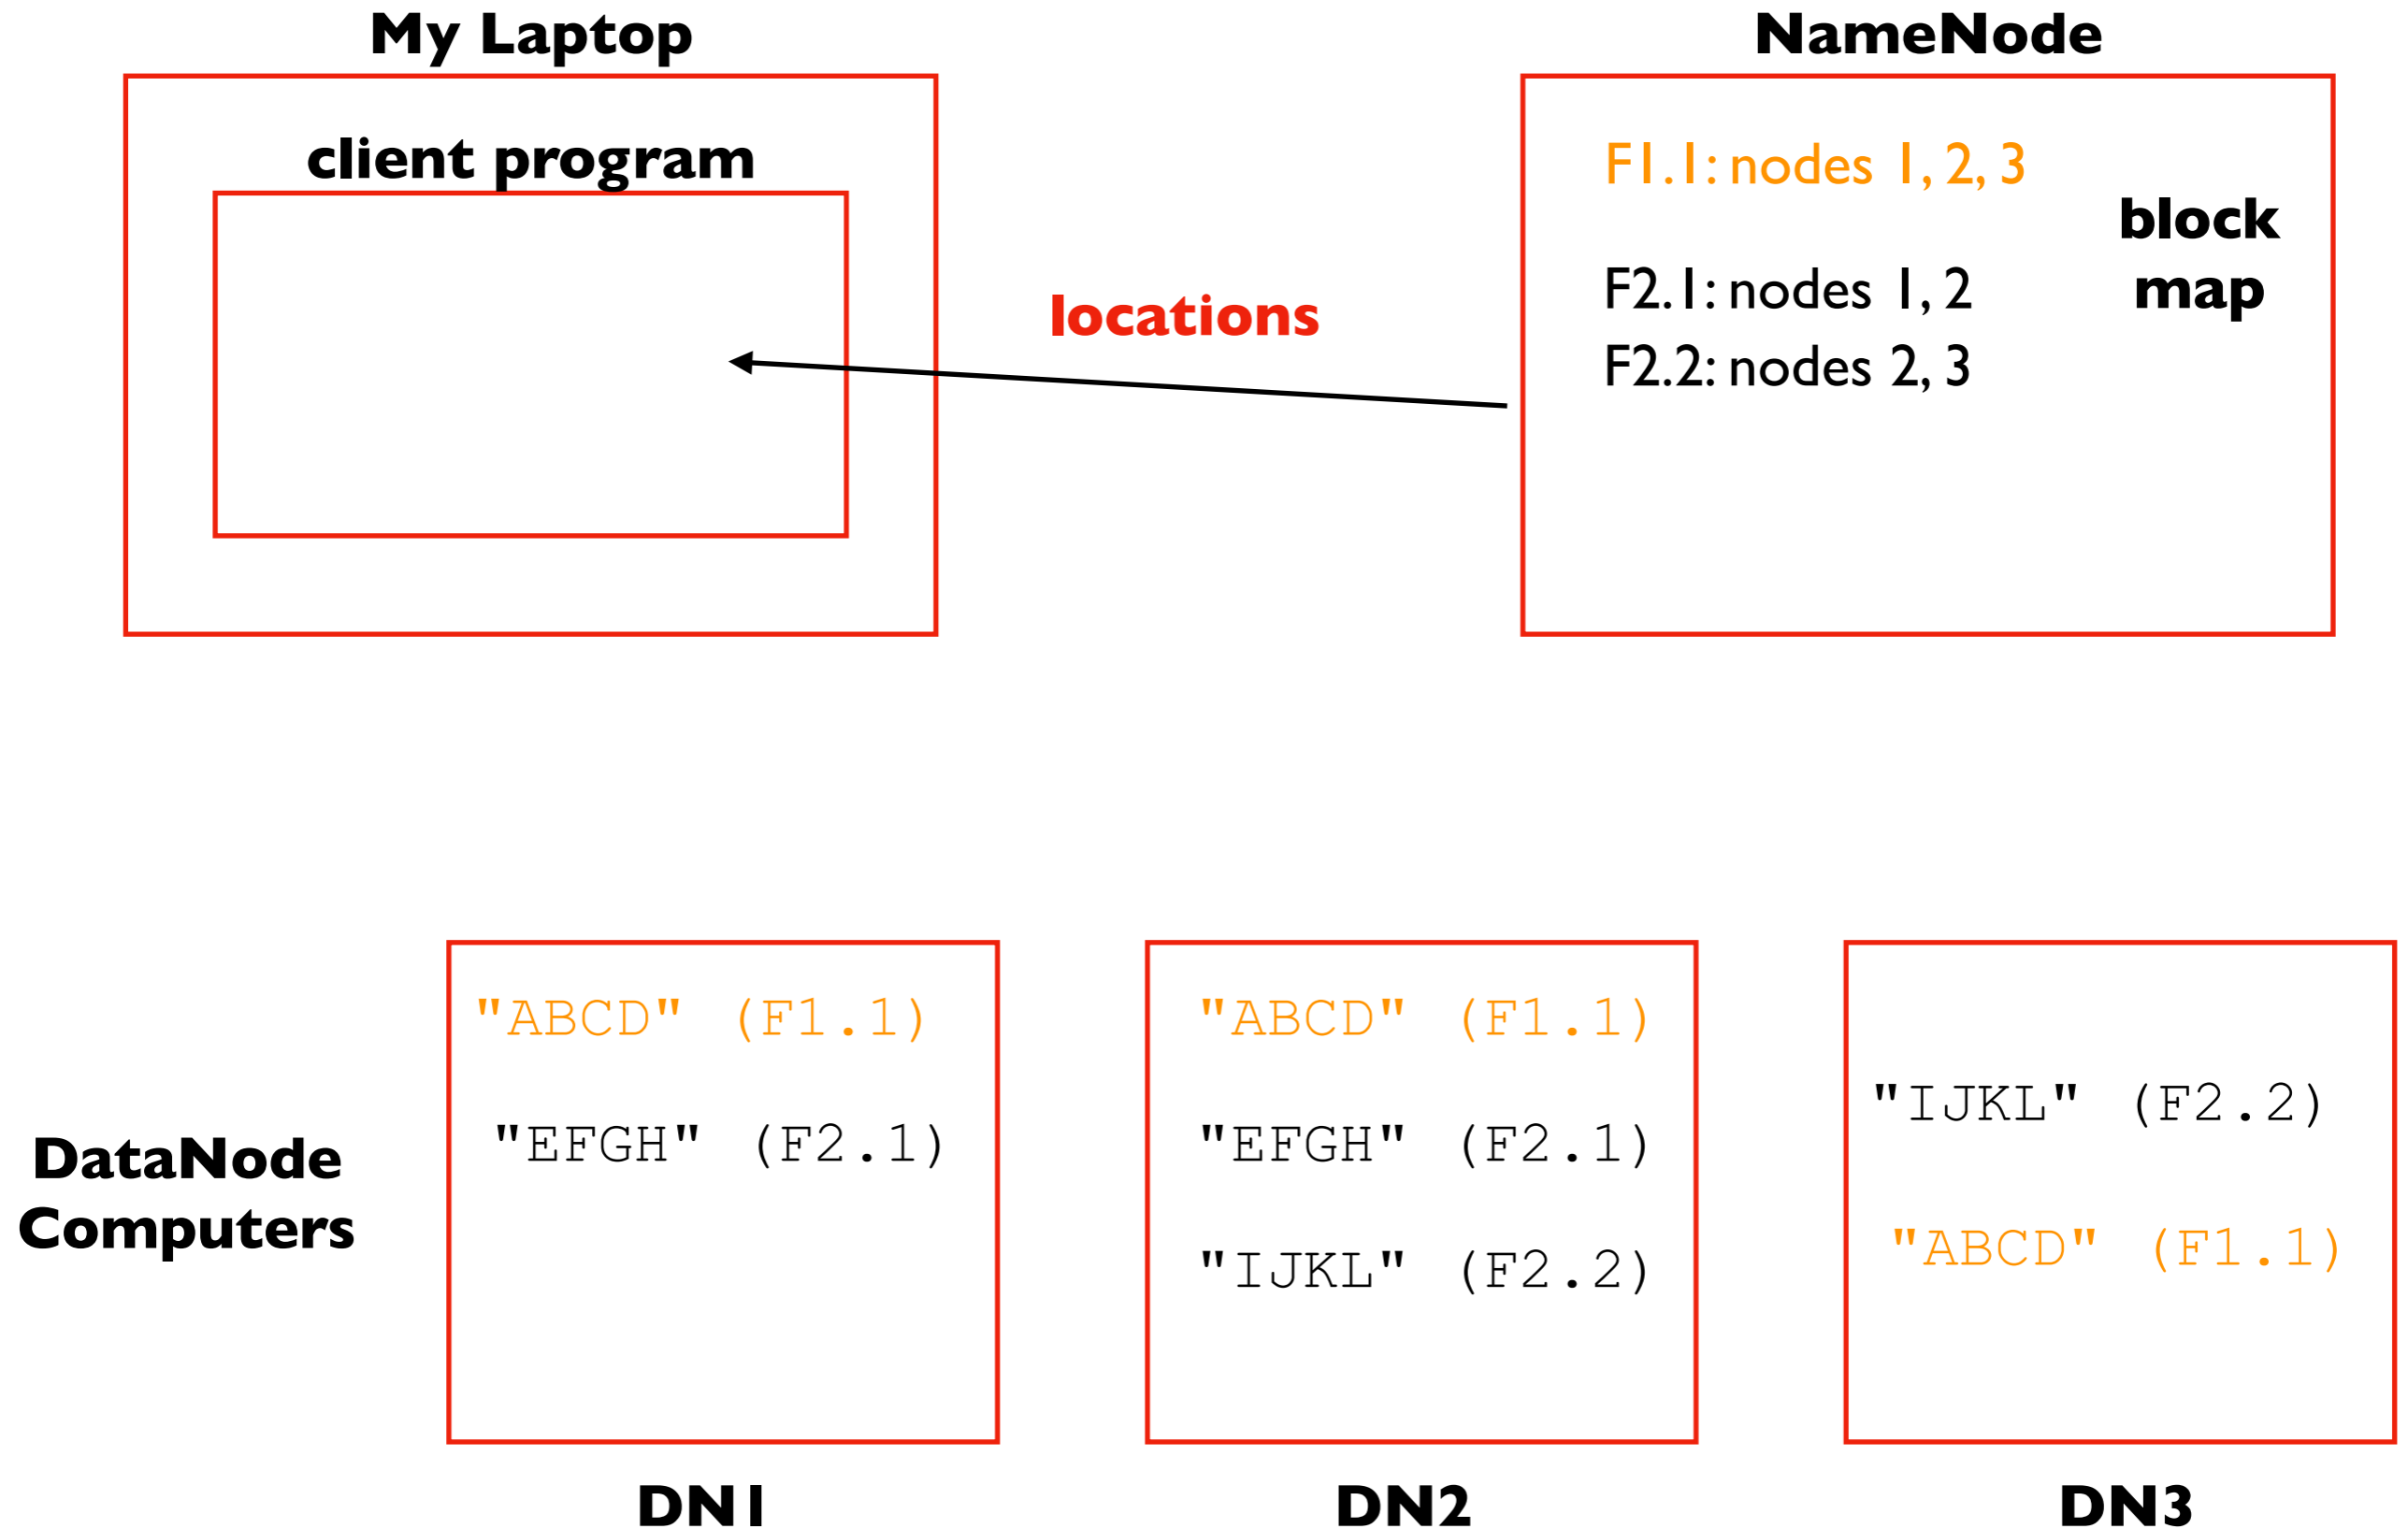 My Laptop
client program
locations
NameNode
F1.1: nodes 1, 2, 3
F2.1: nodes 1, 2
F2.2: nodes 2, 3
block
map
DataNode
Computers
"ABCD" (F1.1)
"EFGH" (F2.1)
DN1
"ABCD" (F1.1)
"EFGH" (F2.1)
"IJKL" (F2.2)
DN2
"IJKL" (F2.2)
"ABCD" (F1.1)
DN3